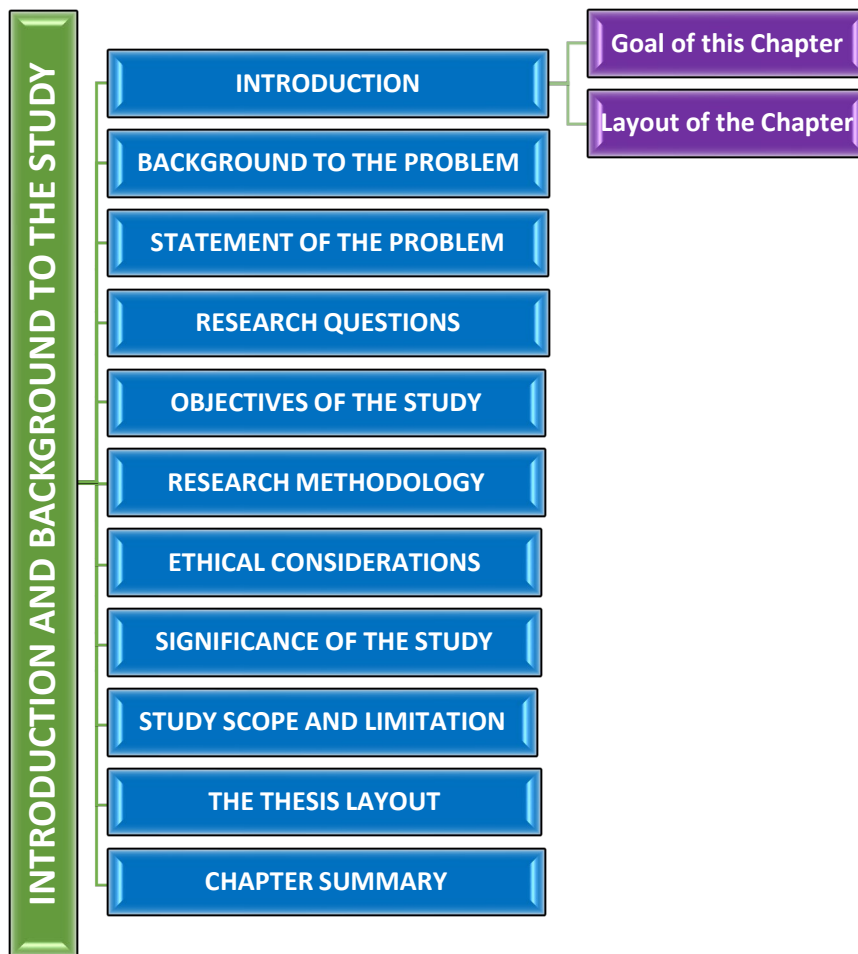 INTRODUCTION AND BACKGROUND TO THE STUDY
INTRODUCTION
Goal of this Chapter
Layout of the Chapter
BACKGROUND TO THE PROBLEM
STATEMENT OF THE PROBLEM
RESEARCH QUESTIONS
OBJECTIVES OF THE STUDY
RESEARCH METHODOLOGY
ETHICAL CONSIDERATIONS
SIGNIFICANCE OF THE STUDY
STUDY SCOPE AND LIMITATION
THE THESIS LAYOUT
CHAPTER SUMMARY